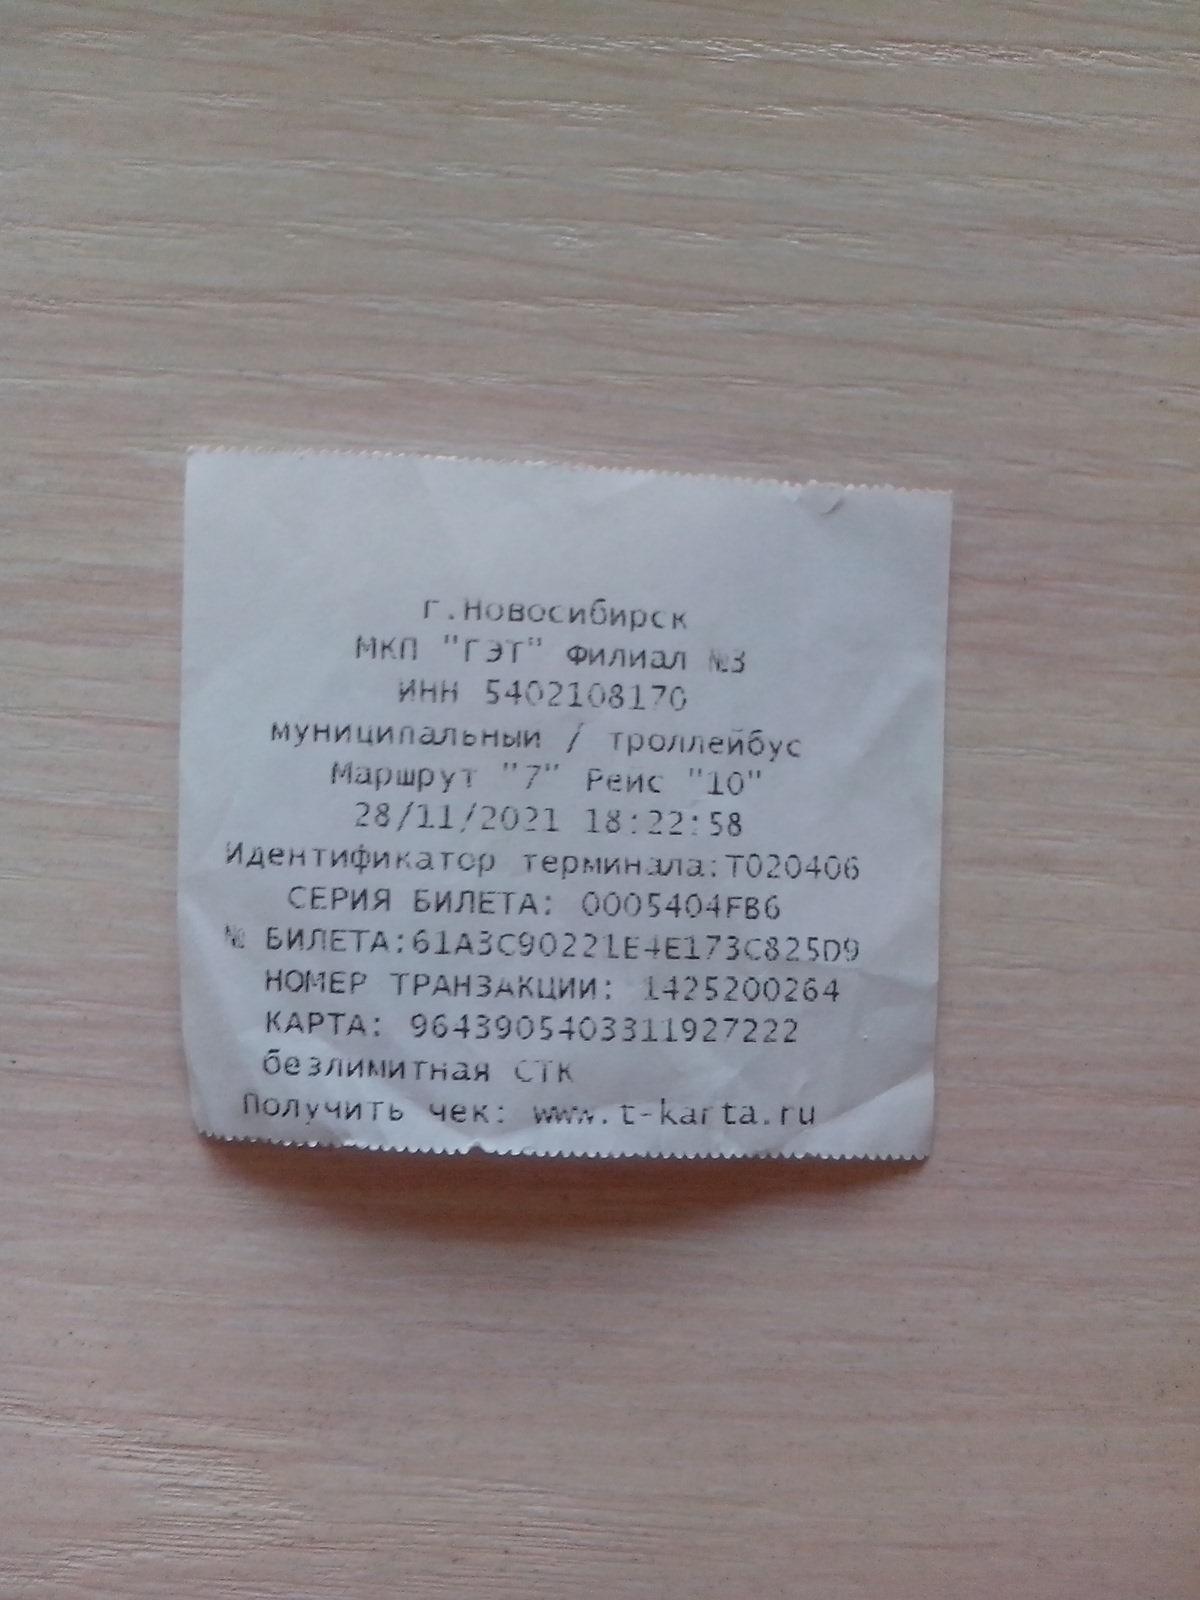 г.Новосибирск
МКП "ГЭТ" Филиал №3
ИНН 5402108170
муниципальный / троллейбус
Маршрут "7" Рейс "10"
28/11/2021 18:22:58
Идентификатор терминала:T020406
СЕРИЯ БИЛЕТА: 0005404FB6
№ БИЛЕТА:61A3C90221E4E173C825D9
НОМЕР ТРАНЗАКЦИИ: 1425200264
КАРТА: 9643905403311927222
безлимитная СТК
Получить чек: www.t-karta.ru